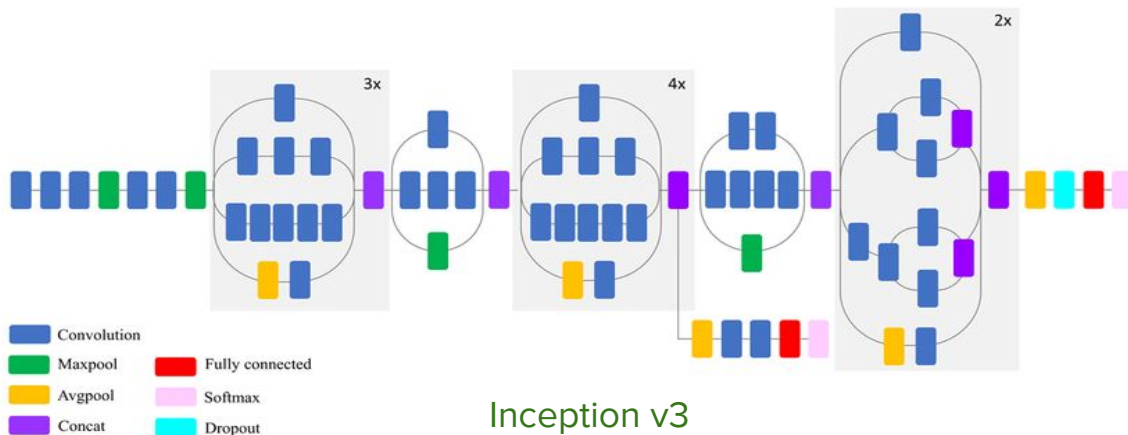 2x
3x
4x
Convolution
Maxpool
Fully connected
Avgpool
Softmax
Concat
Dropout
Inception v3